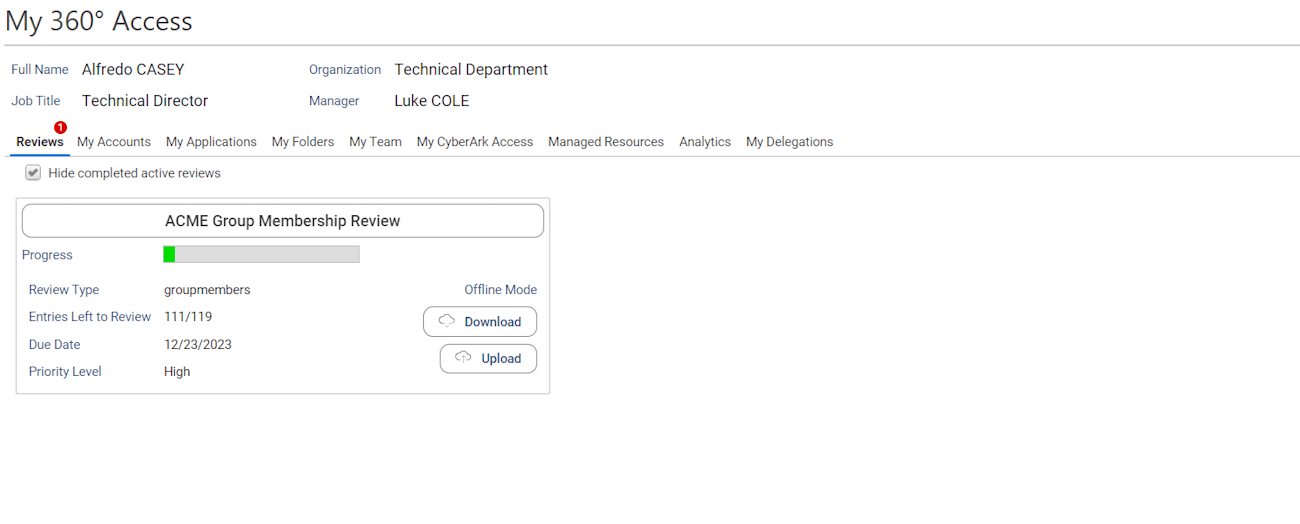 My 360° Access
Full Name Alfredo CASEY Organization Technical Department
Job Title Technical Director Manager Luke COLE
1
Reviews My Accounts My Applications My Folders My Team My CyberArk Access Managed Resources Analytics My Delegations
Hide completed active reviews
ACME Group Membership Review
Progress
Review Type groupmembers Offline Mode
Entries Left to Review 111/119 Download
Due Date 12/23/2023 Upload
Priority Level High